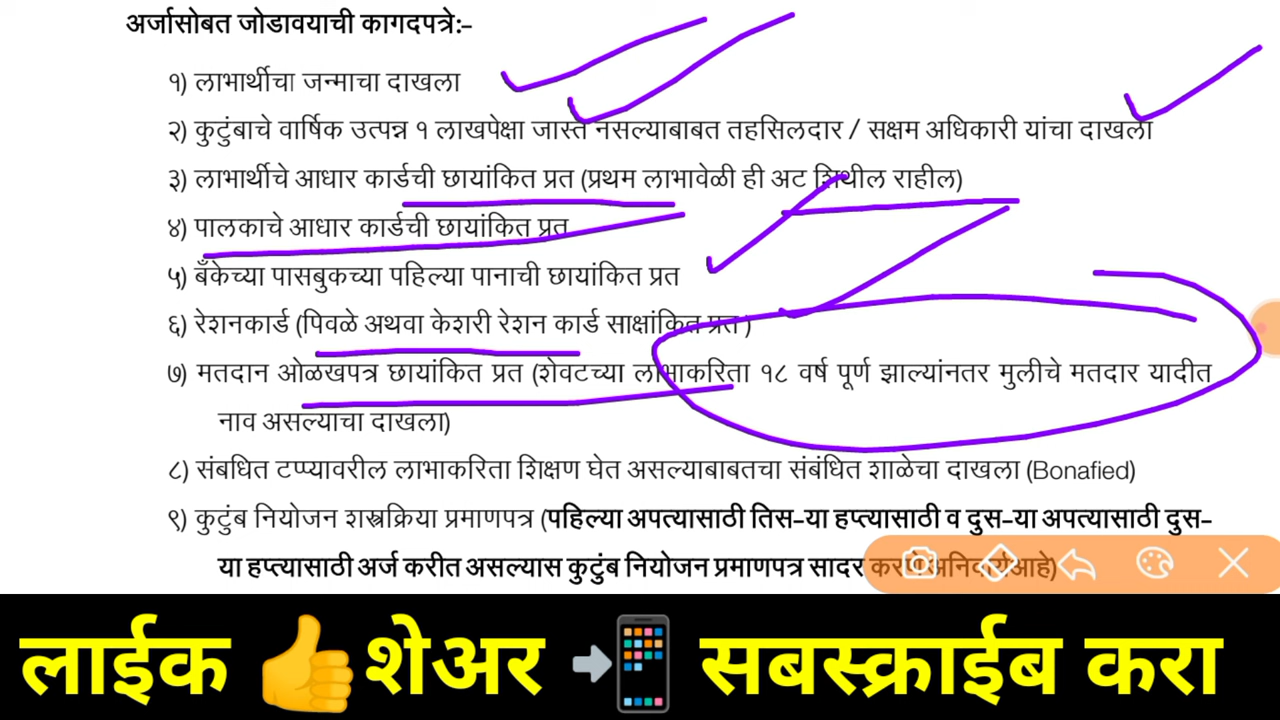 अर्जासोबत जोडावयाची कागदपत्रे:-
१) लाभार्थीचा जन्माचा दाखला
२) कुटुंबाचे वार्षिक उत्पन्न १ लाखपेक्षा जास्त नसल्याबाबत तहसिलदार / सक्षम अधिकारी यांचा दाखला
३) लाभार्थीचे आधार कार्डची छायांकित प्रत (प्रथम लाभावेळी ही अट शिथील राहील)
४) पालकाचे आधार कार्डची छायांकित प्रत
५) बँकेच्या पासबुकच्या पहिल्या पानाची छायांकित प्रत
६) रेशनकार्ड (पिवळे अथवा केशरी रेशन कार्ड साक्षांकित प्रत )
७) मतदान ओळखपत्र छायांकित प्रत (शेवटच्या लाभाकरिता १८ वर्ष पूर्ण झाल्यांनतर मुलीचे मतदार यादीत
नाव असल्याचा दाखला)
८) संबधित टप्प्यावरील लाभाकरिता शिक्षण घेत असल्याबाबतचा संबंधित शाळेचा दाखला (Bonafied)
९) कुटुंब नियोजन शस्त्रक्रिया प्रमाणपत्र (पहिल्या अपत्यासाठी तिस-या हप्त्यासाठी व दुस-या अपत्यासाठी दुस-
या हप्त्यासाठी अर्ज करीत असल्यास कुटुंब नियोजन प्रमाणपत्र सादर करणे अनिवार्यआहे)
लाईक 👍 शेअर 📲 सबस्क्राईब करा